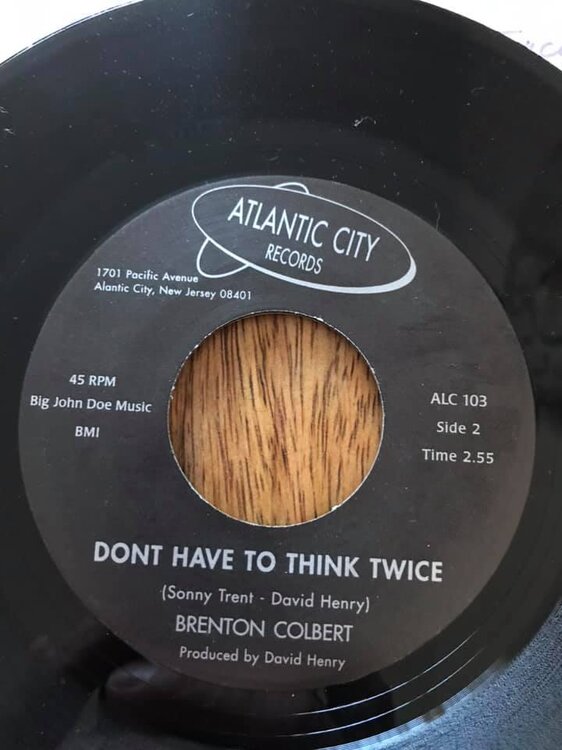 ATLANTIC CITY
RECORDS
1701 Pacific Avenue
Alantic City, New Jersey 08401
45 RPM
Big John Doe Music
BMI
ALC 103
Side 2
Time 2.55
DONT HAVE TO THINK TWICE
(Sonny Trent - David Henry)
BRENTON COLBERT
Produced by David Henry